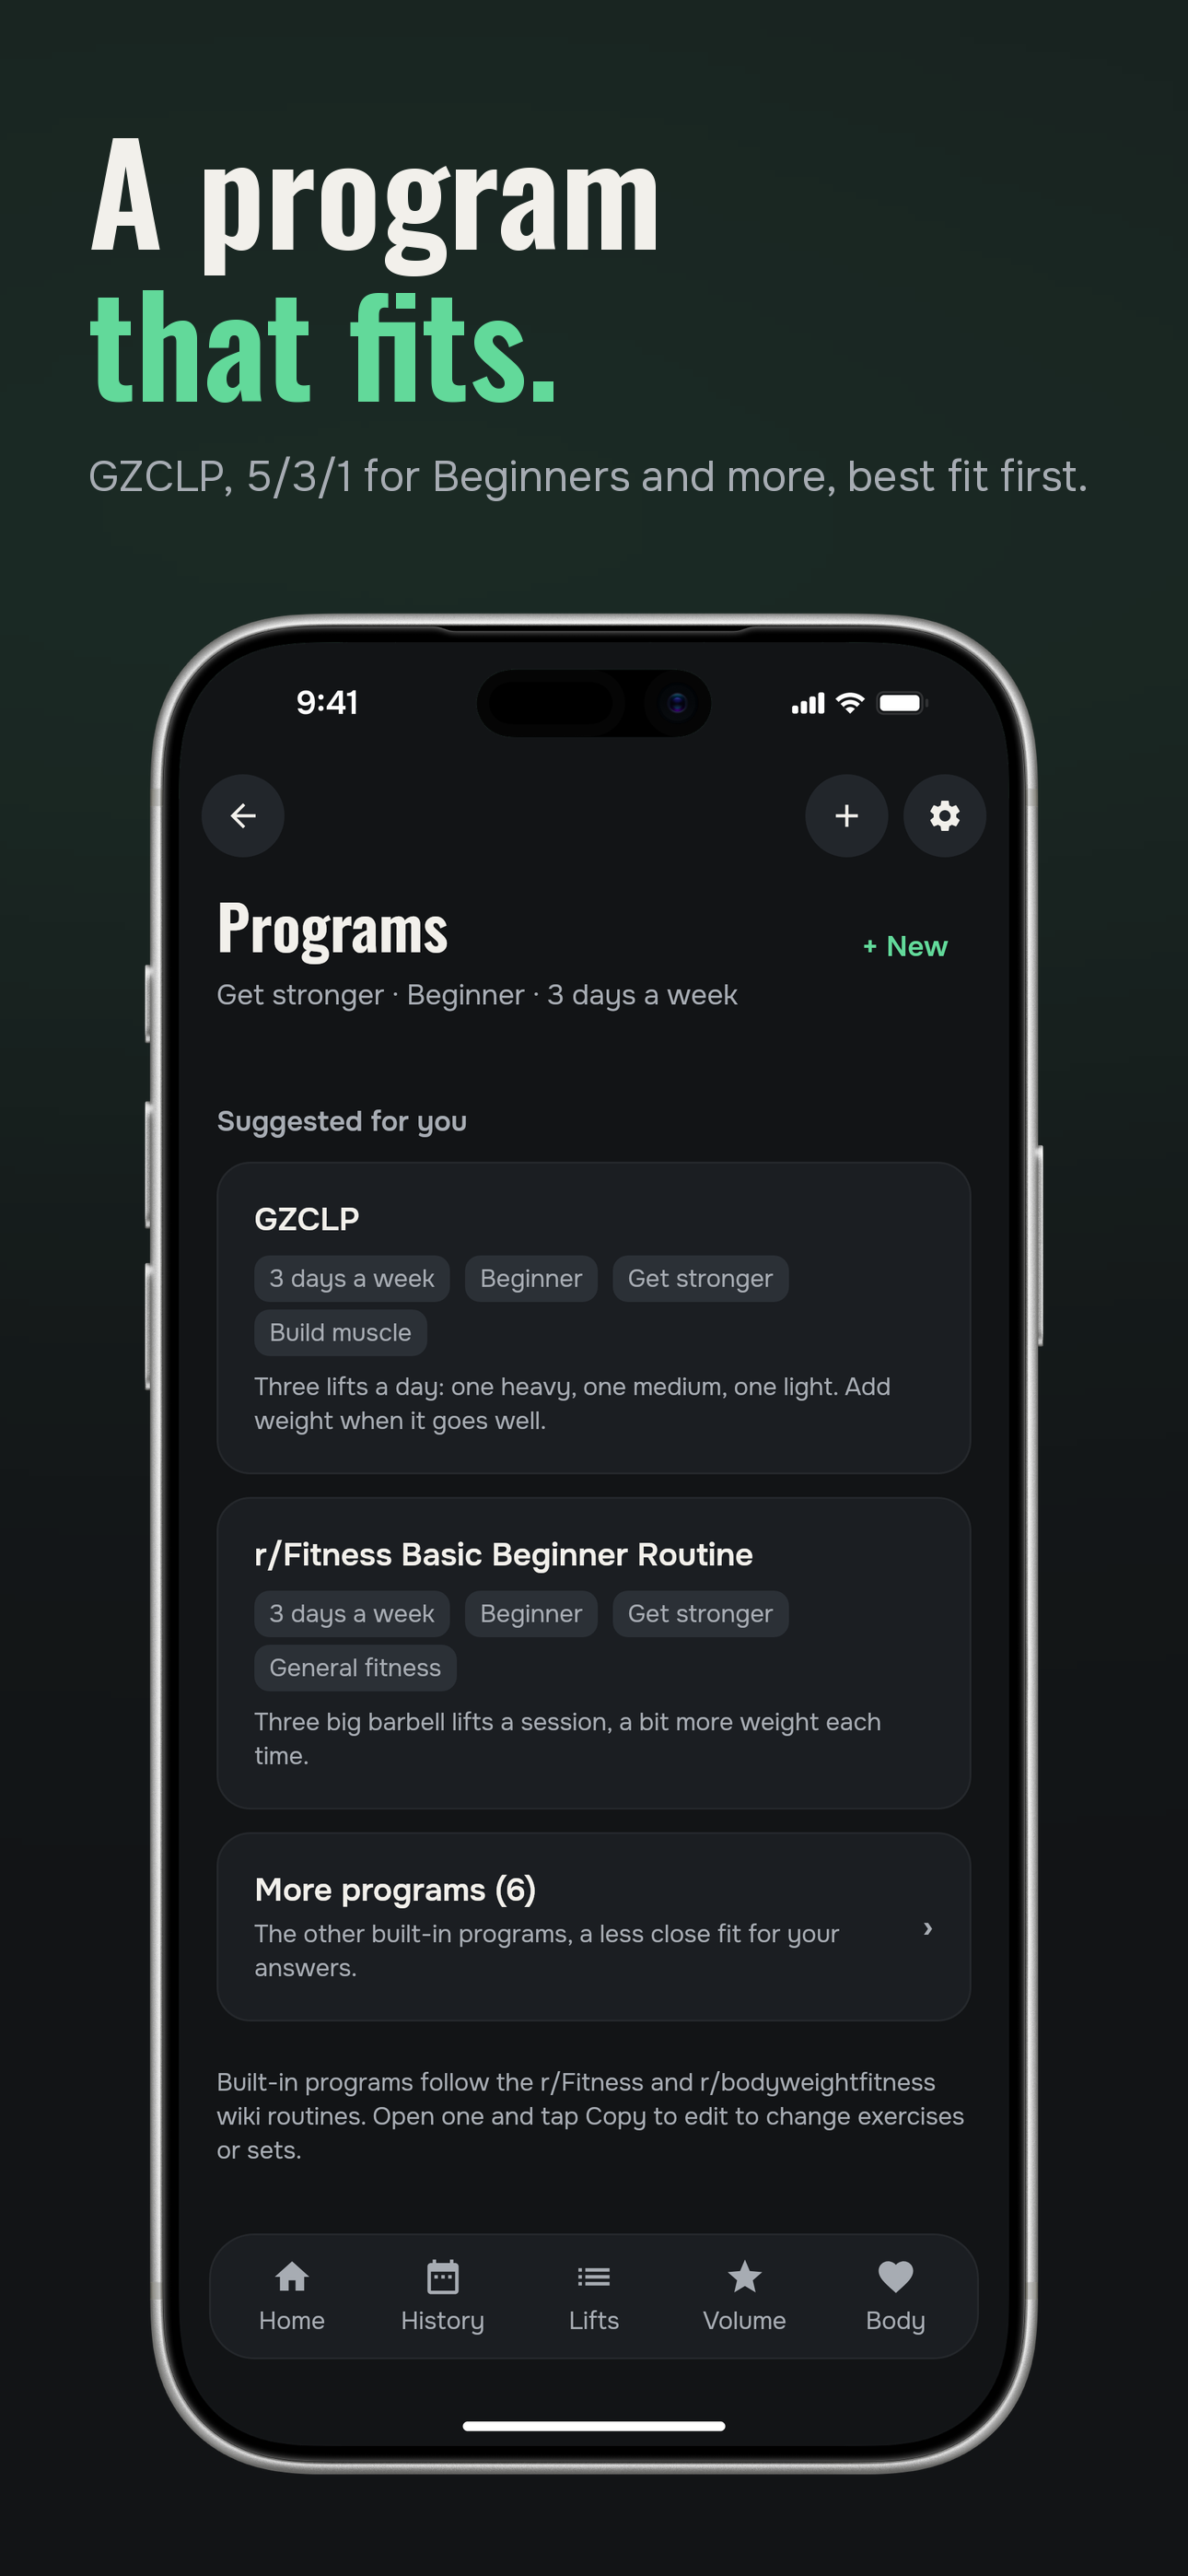 A program
that fits.
GZCLP, 5/3/1 for Beginners and more, best fit first.
9:41
Programs
+ New
Get stronger · Beginner · 3 days a week
Suggested for you
GZCLP
3 days a week Beginner Get stronger
Build muscle
Three lifts a day: one heavy, one medium, one light. Add
weight when it goes well.
r/Fitness Basic Beginner Routine
3 days a week Beginner Get stronger
General fitness
Three big barbell lifts a session, a bit more weight each
time.
More programs (6)
The other built-in programs, a less close fit for your
answers.
Built-in programs follow the r/Fitness and r/bodyweightfitness
wiki routines. Open one and tap Copy to edit to change exercises
or sets.
Home History Lifts Volume Body